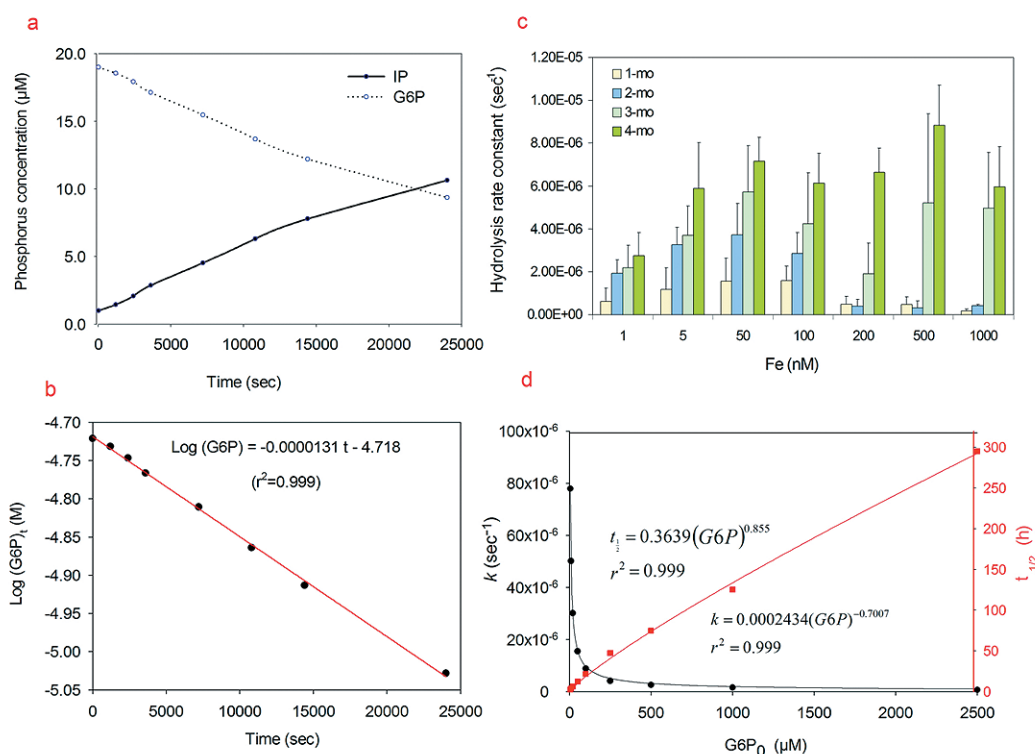 a
Phosphorus concentration (µM)
20.0
15.0
10.0
5.0
0.0
IP
G6P
0 5000 10000 15000 20000 25000
Time (sec)
b
Log (G6P)t (M)
-4.70
-4.75
-4.80
-4.85
-4.90
-4.95
-5.00
-5.05
Log (G6P) = -0.0000131 t - 4.718
(r²=0.999)
0 5000 10000 15000 20000 25000
Time (sec)
c
Hydrolysis rate constant (sec¹)
1.20E-05
1.00E-05
8.00E-06
6.00E-06
4.00E-06
2.00E-06
0.00E+00
1-mo
2-mo
3-mo
4-mo
1 5 50 100 200 500 1000
Fe (nM)
d
k (sec⁻¹)
100x10⁻⁶
80x10⁻⁶
60x10⁻⁶
40x10⁻⁶
20x10⁻⁶
0
t½ = 0.3639(G6P)^0.855
r² = 0.999
k = 0.0002434(G6P)^-0.7007
r² = 0.999
300
250
200
150
100
50
0
t1/2 (h)
0 500 1000 1500 2000 2500
G6P0 (µM)